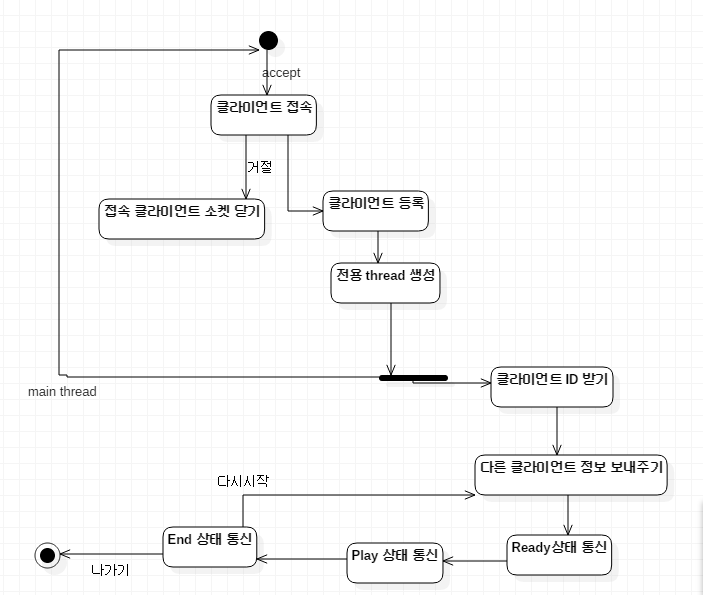 accept
클라이언트 접속
거절
접속 클라이언트 소켓 닫기
클라이언트 등록
전용 thread 생성
main thread
클라이언트 ID 받기
다른 클라이언트 정보 보내주기
다시시작
End 상태 통신
Play 상태 통신
Ready상태 통신
나가기